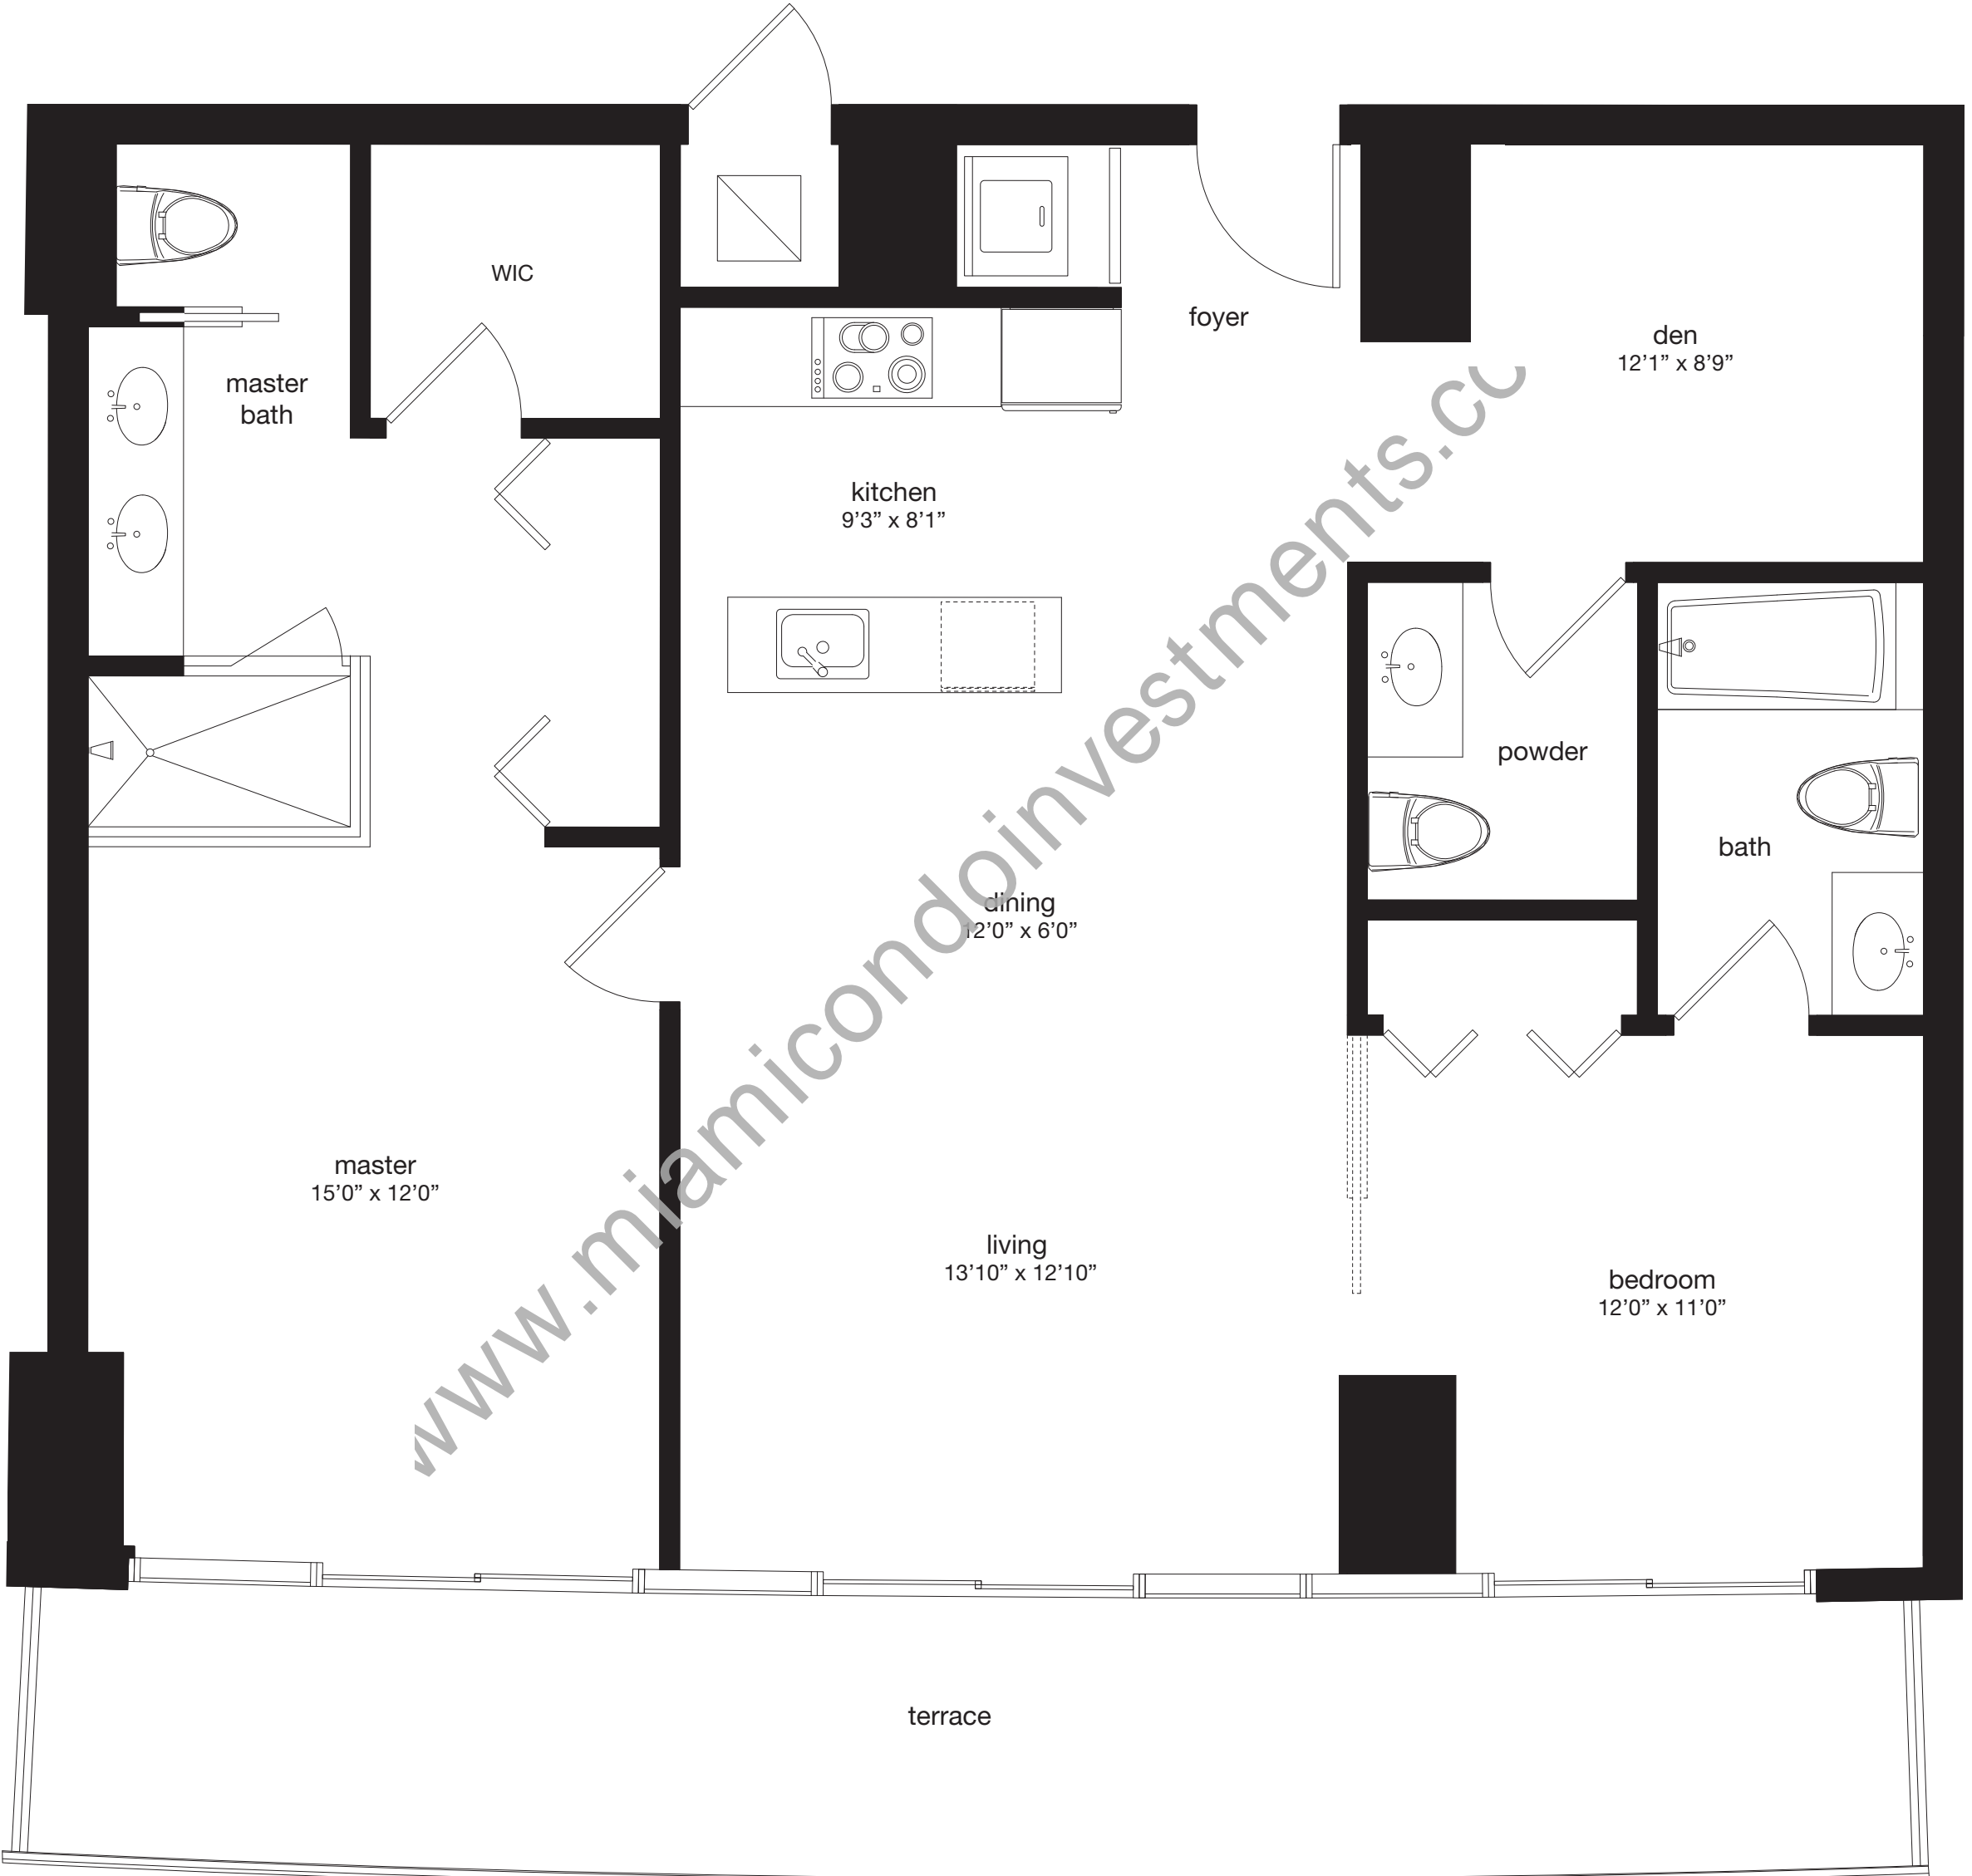 WIC
foyer
den
12’1” x 8’9”
master
bath
kitchen
9’3” x 8’1”
powder
bath
dining
12’0” x 6’0”
master
15’0” x 12’0”
living
13’10” x 12’10”
bedroom
12’0” x 11’0”
terrace
www.miamicondoinvestments.cc